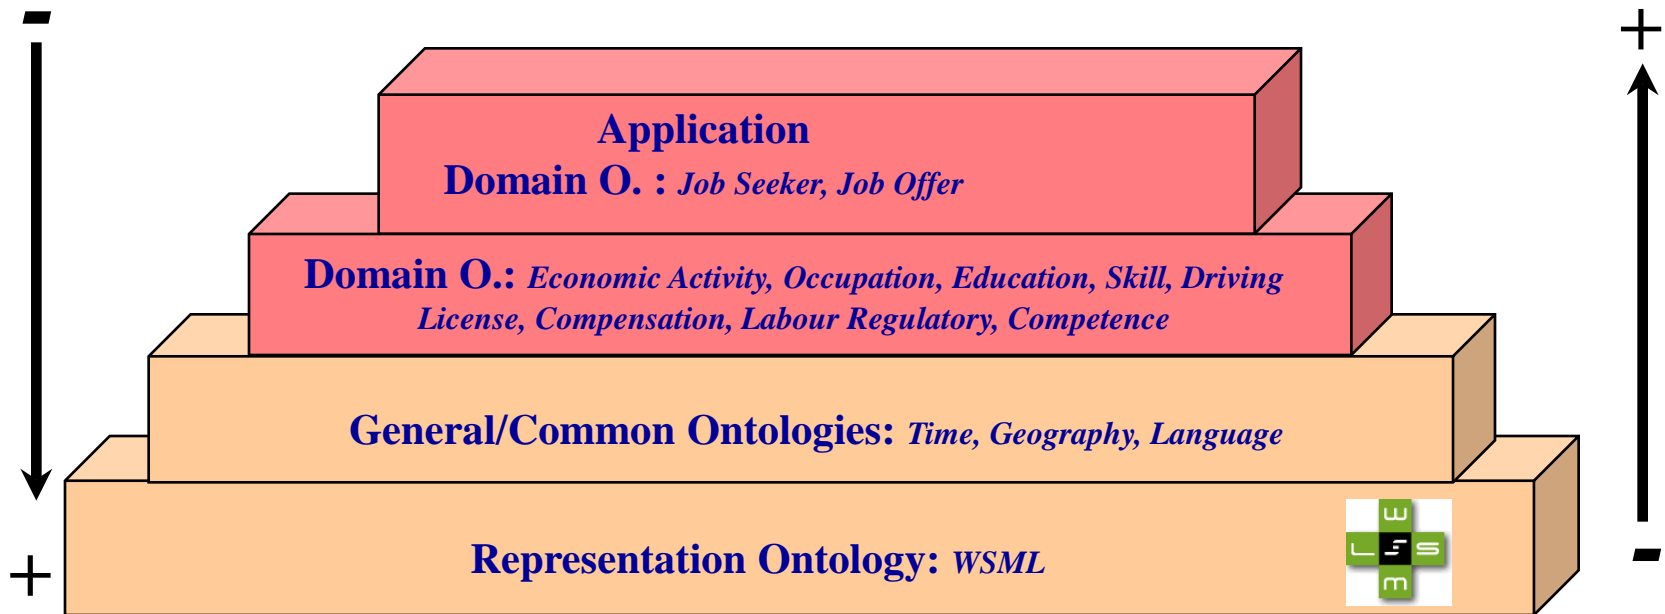 - +
Application
Domain O. : Job Seeker, Job Offer
Domain O.: Economic Activity, Occupation, Education, Skill, Driving
License, Compensation, Labour Regulatory, Competence
General/Common Ontologies: Time, Geography, Language
Representation Ontology: WSML
W
L S S
M
+ -